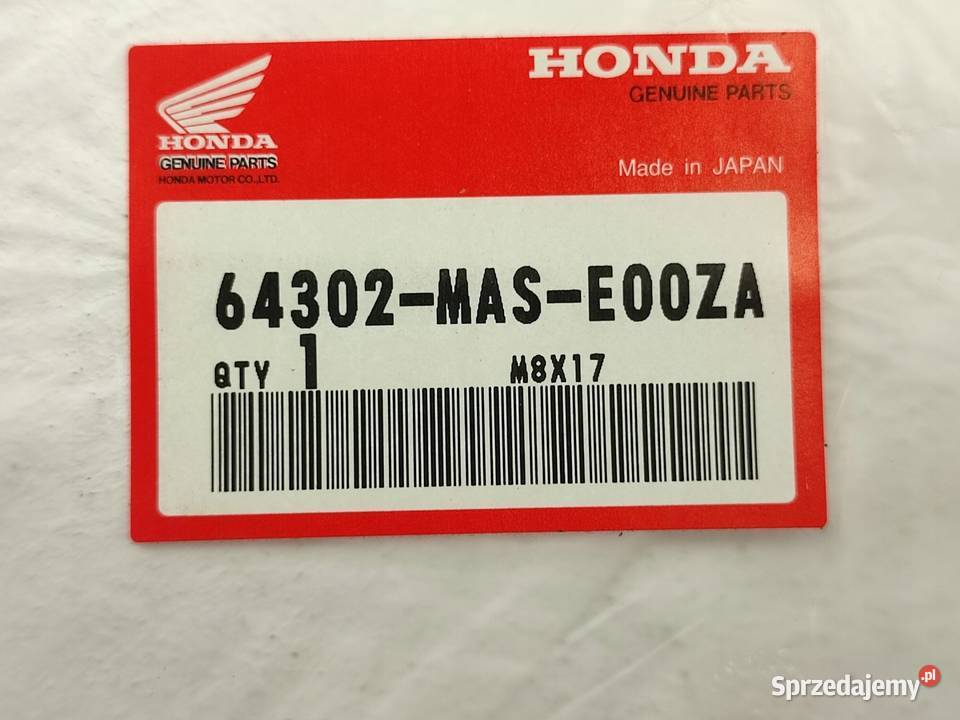 HONDA
GENUINE PARTS
HONDA
GENUINE PARTS
HONDA MOTOR CO.,LTD.
Made in JAPAN
64302-MAS-E00ZA
QTY 1 M8X17
Sprzedajemy.pl